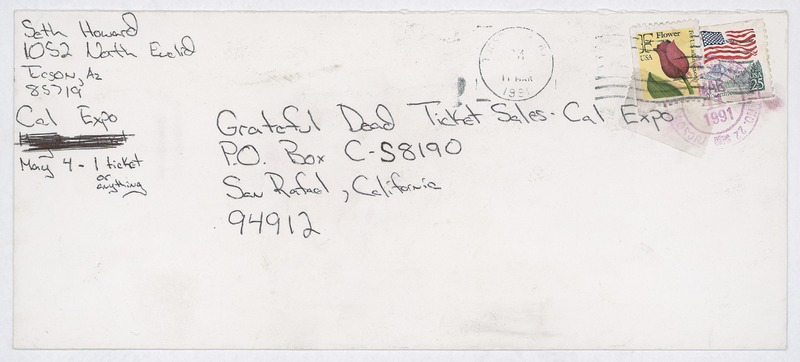 Seth Howard
1052 North Euclid
Tucson, Az
85719
Cal Expo
May 4 - 1 ticket
or
anything
Grateful Dead Ticket Sales - Cal Expo
P.O. Box C-S8190
San Rafael, California
94912
F Flower
USA
25
1991
1991